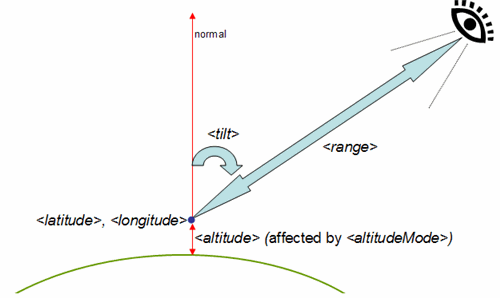 normal
<tilt>
<range>
<latitude>, <longitude>
<altitude> (affected by <altitudeMode>)